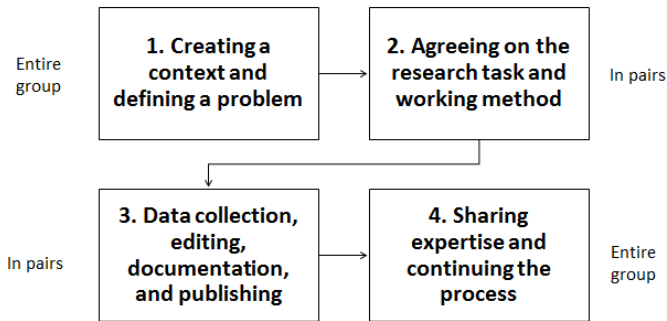 Entire
group
1. Creating a
context and
defining a problem
2. Agreeing on the
research task and
working method
In pairs
In pairs
3. Data collection,
editing,
documentation,
and publishing
4. Sharing
expertise and
continuing the
process
Entire
group